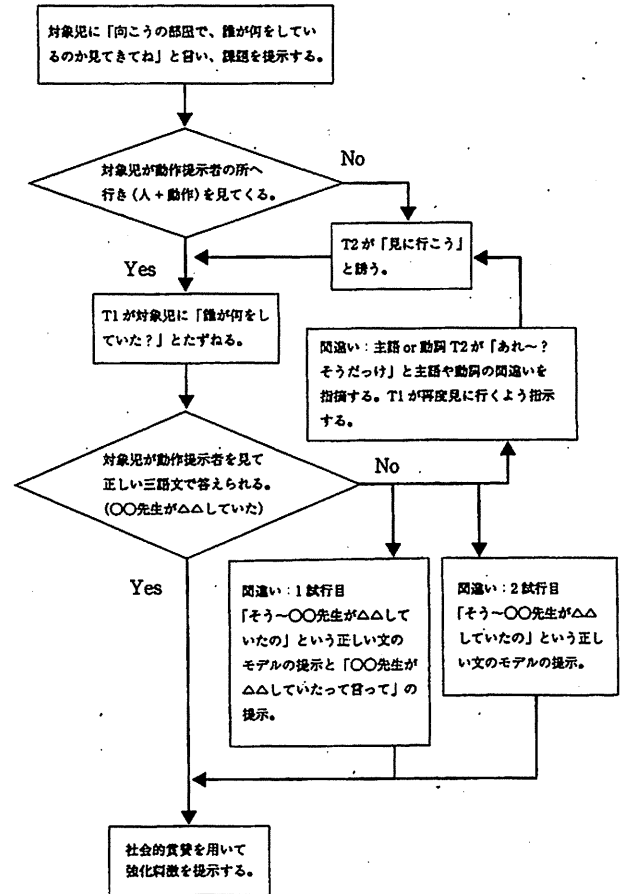 対象児に「向こうの部屋で、誰が何をしてい
るのか見てきてね」と言い、課題を提示する。
対象児が動作提示者の所へ
行き（人＋動作）を見てくる。
No
T2が「見に行こう」
と誘う。
Yes
T1が対象児に「誰が何をし
ていた？」とたずねる。
間違い：主語 or 動詞 T2が「あれ〜？
そうだっけ」と主語や動詞の間違いを
指摘する。T1が再度見に行くよう指示
する。
対象児が動作提示者を見て
正しい三語文で答えられる。
（〇〇先生が△△していた）
No
Yes
間違い：1試行目
「そう〜〇〇先生が△△して
いたの」という正しい文の
モデルの提示と「〇〇先生が
△△していたって言って」の
提示。
間違い：2試行目
「そう〜〇〇先生が△△
していたの」という正し
い文のモデルの提示。
社会的賞賛を用いて
強化刺激を提示する。